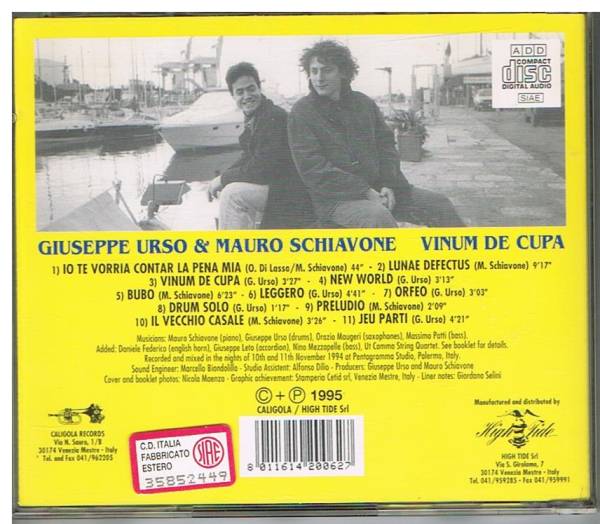 ADD
COMPACT
disc
DIGITAL AUDIO
SIAE
GIUSEPPE URSO & MAURO SCHIAVONE VINUM DE CUPA
1) IO TE VORRIA CONTAR LA PENA MIA (O. Di Lasso/M. Schiavone) 44" - 2) LUNAE DEFECTUS (M. Schiavone) 9'17"
3) VINUM DE CUPA (G. Urso) 3'27" - 4) NEW WORLD (G. Urso) 3'13"
5) BUBO (M. Schiavone) 6'23" - 6) LEGGERO (G. Urso) 4'41" - 7) ORFEO (G. Urso) 3'03"
8) DRUM SOLO (G. Urso) 1'17" - 9) PRELUDIO (M. Schiavone) 2'09"
10) IL VECCHIO CASALE (M. Schiavone) 3'26" - 11) JEU PARTI (G. Urso) 4'21"
Musicians: Mauro Schiavone (piano), Giuseppe Urso (drums), Orazio Maugeri (saxophones), Massimo Patti (bass).
Added: Daniele Federico (english horn), Giuseppe Leto (accordion), Nino Mezzapelle (bass), Ut Comma String Quartet. See booklet for details.
Recorded and mixed in the nights of 10th and 11th November 1994 at Pentagramma Studio, Palermo, Italy.
Sound Engineer: Marcello Biondolillo - Studio Assistent: Alfonso Dilio - Producers: Giuseppe Urso and Mauro Schiavone
Cover and booklet photos: Nicola Maenza - Graphic achievement: Stamperia Cetid srl, Venezia Mestre, Italy - Liner notes: Giordano Selini
© + ℗ 1995
CALIGOLA / HIGH TIDE Srl
CALIGOLA RECORDS
Via N. Sauro, 1/B
30174 Venezia Mestre - Italy
Tel. and Fax 041/962205
C.D. ITALIA
FABBRICATO
ESTERO
SIAE
35852449
8 011614 200627
Manufactured and distributed by
High Tide
HIGH TIDE Srl
Via S. Girolamo, 7
30174 Venezia Mestre - Italy
Tel. 041/959285 - Fax 041/959991